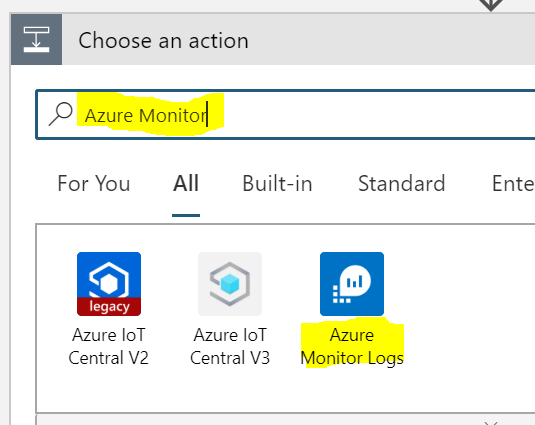 Choose an action
Azure Monitor
For You All Built-in Standard Ente
legacy
Azure IoT
Central V2
Azure IoT
Central V3
Azure
Monitor Logs